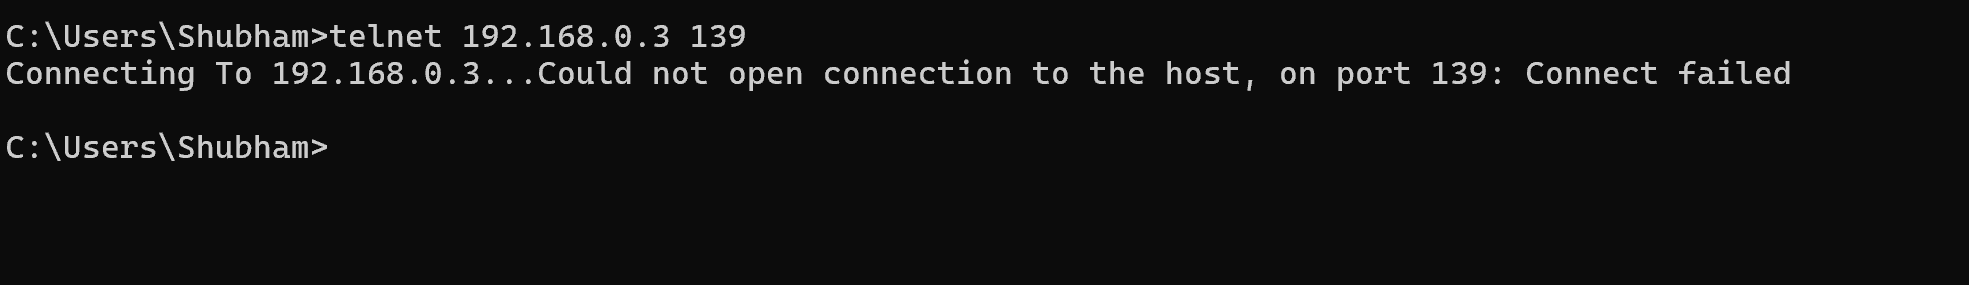 C:\Users\Shubham>telnet 192.168.0.3 139
Connecting To 192.168.0.3...Could not open connection to the host, on port 139: Connect failed
C:\Users\Shubham>